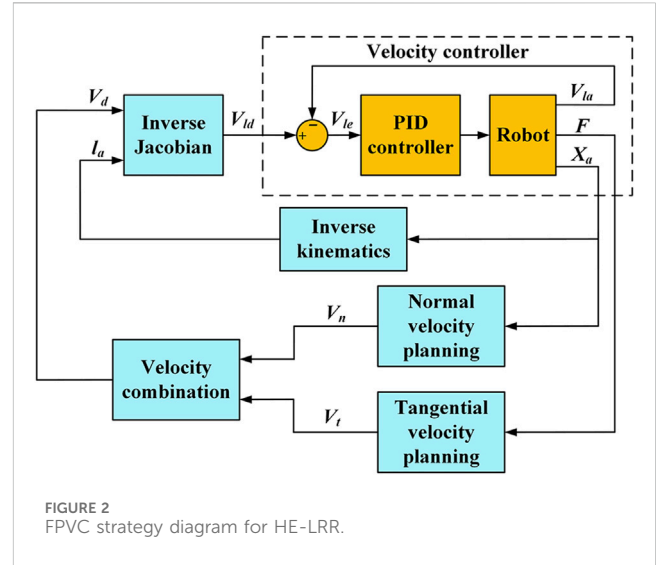 Velocity controller
V_d
V_la
Inverse
Jacobian
V_ld
+
−
V_le
PID
controller
Robot
F
l_a
X_a
Inverse
kinematics
Normal
velocity
planning
V_n
Velocity
combination
V_t
Tangential
velocity
planning
FIGURE 2
FPVC strategy diagram for HE-LRR.